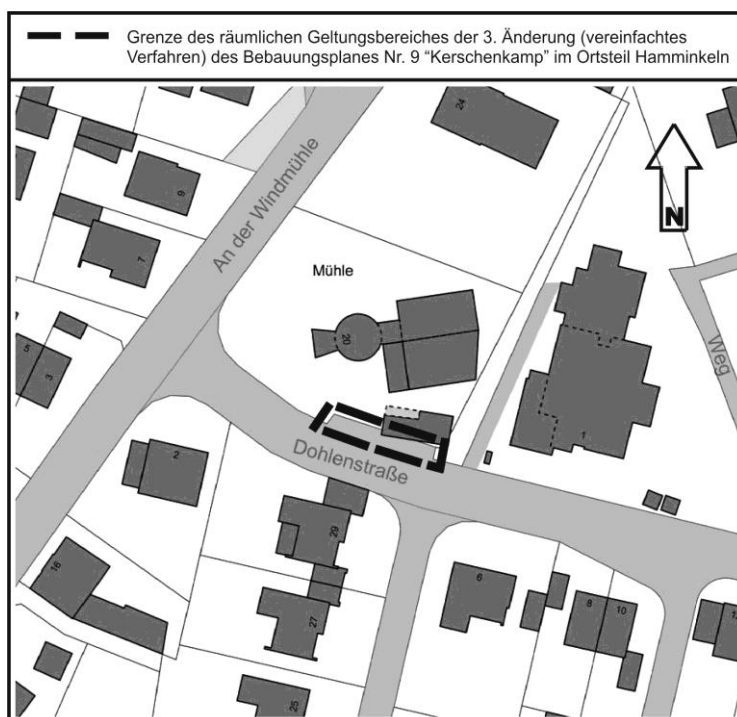 Grenze des räumlichen Geltungsbereiches der 3. Änderung (vereinfachtes
Verfahren) des Bebauungsplanes Nr. 9 “Kerschenkamp” im Ortsteil Hamminkeln
24
An der Windmühle
9
N
7
Mühle
20
Weg
5
3
1
Dohlenstraße
2
29
16
6
8
10
27
25